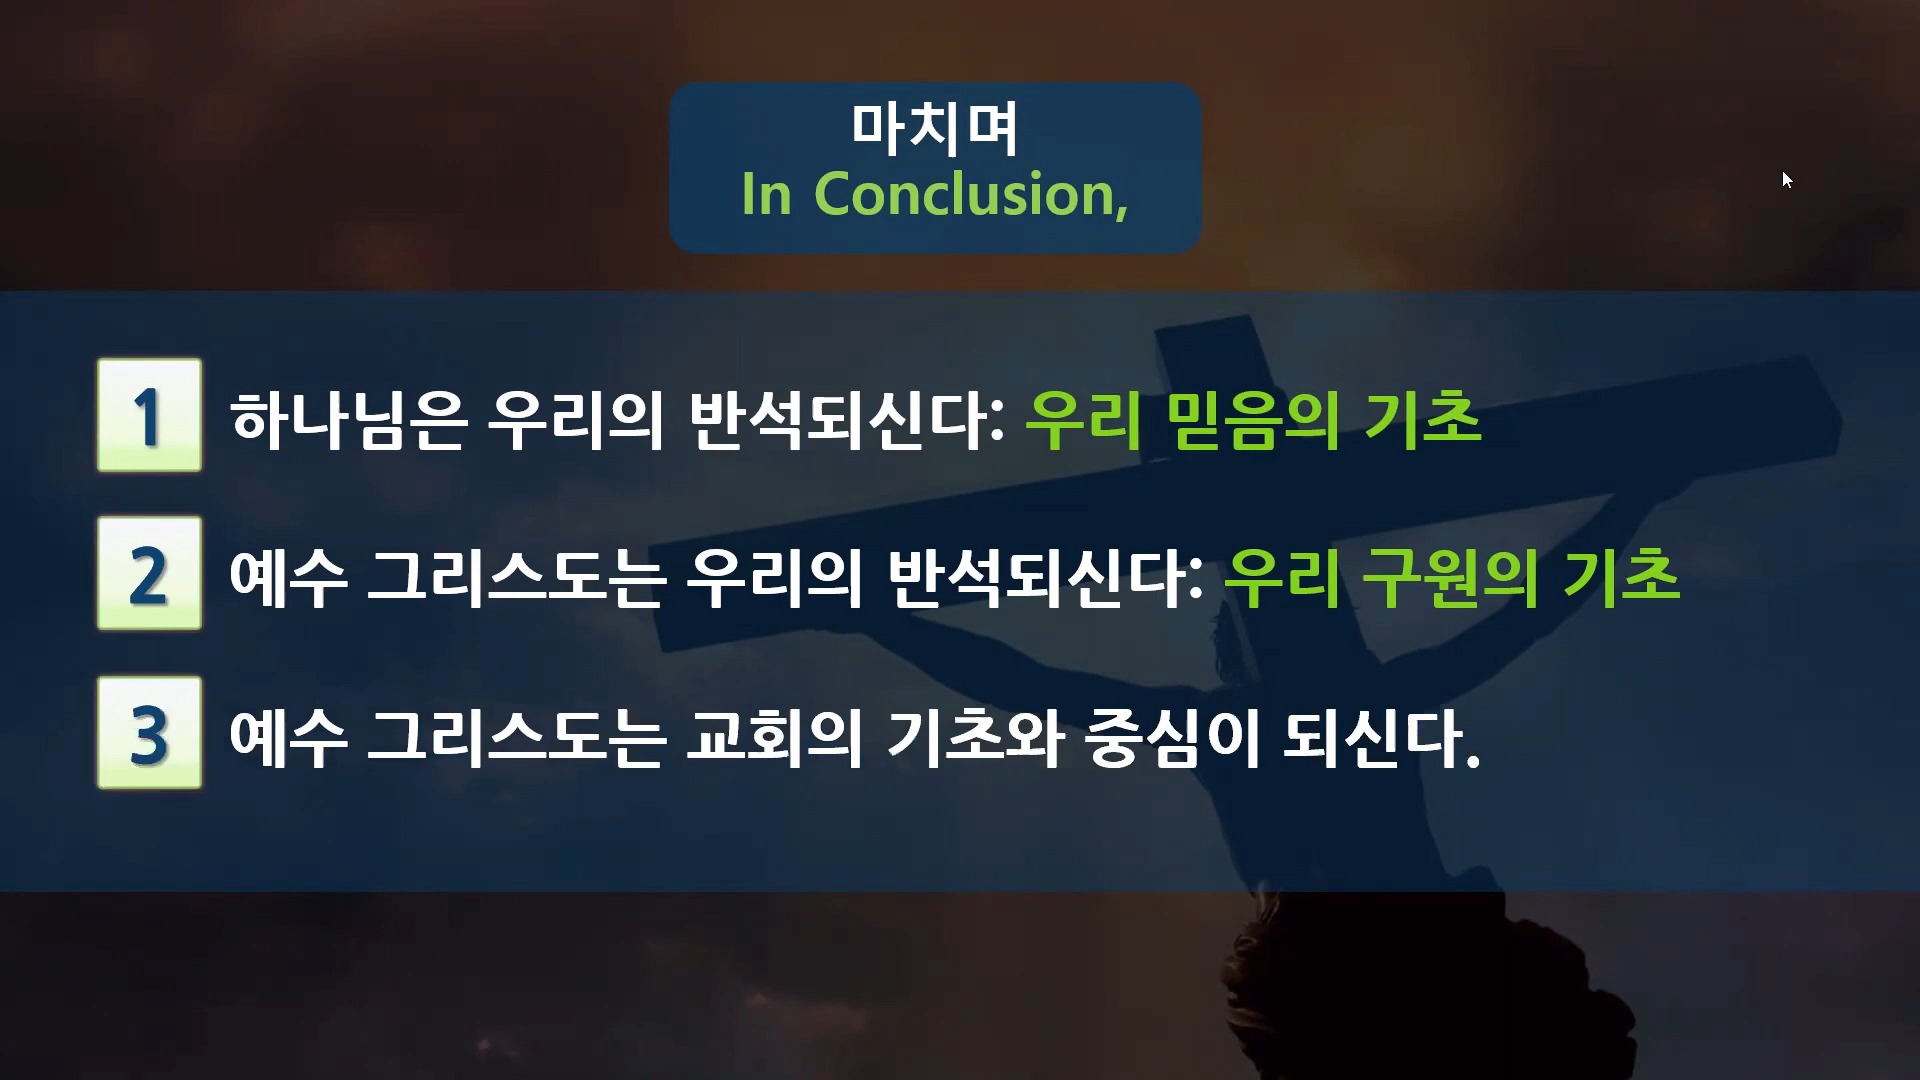 마치며
In Conclusion,
1 하나님은 우리의 반석되신다: 우리 믿음의 기초
2 예수 그리스도는 우리의 반석되신다: 우리 구원의 기초
3 예수 그리스도는 교회의 기초와 중심이 되신다.